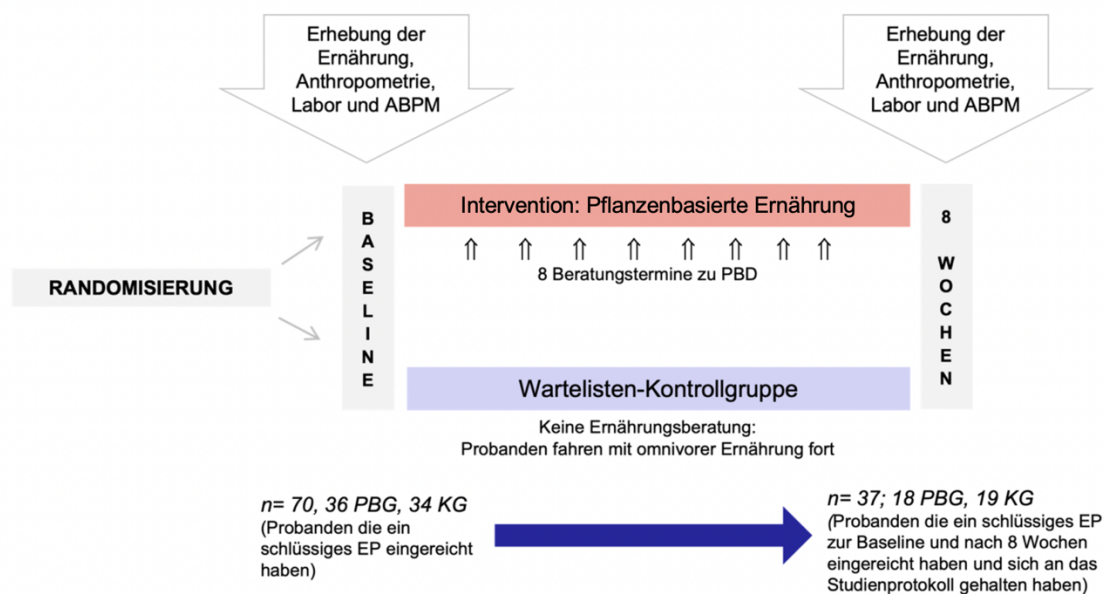 Erhebung der
Ernährung,
Anthropometrie,
Labor und ABPM
Erhebung der
Ernährung,
Anthropometrie,
Labor und ABPM
RANDOMISIERUNG
BASELINE
Intervention: Pflanzenbasierte Ernährung
8 Beratungstermine zu PBD
Wartelisten-Kontrollgruppe
Keine Ernährungsberatung:
Probanden fahren mit omnivorer Ernährung fort
8 WOCHEN
n= 70, 36 PBG, 34 KG
(Probanden die ein
schlüssiges EP eingereicht
haben)
n= 37; 18 PBG, 19 KG
(Probanden die ein schlüssiges EP
zur Baseline und nach 8 Wochen
eingereicht haben und sich an das
Studienprotokoll gehalten haben)